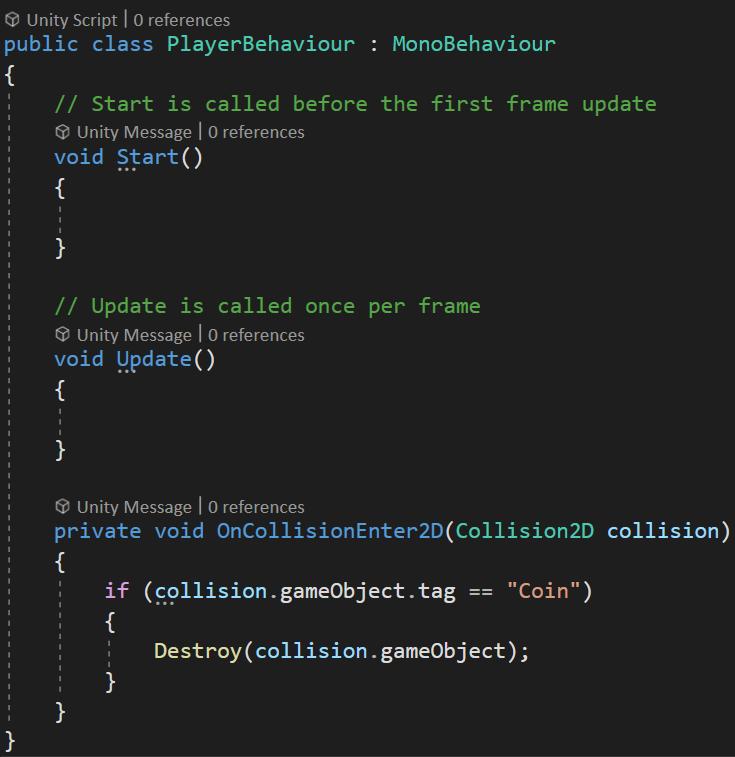 Unity Script | 0 references
public class PlayerBehaviour : MonoBehaviour
{
    // Start is called before the first frame update
    Unity Message | 0 references
    void Start()
    {

    }

    // Update is called once per frame
    Unity Message | 0 references
    void Update()
    {

    }

    Unity Message | 0 references
    private void OnCollisionEnter2D(Collision2D collision)
    {
        if (collision.gameObject.tag == "Coin")
        {
            Destroy(collision.gameObject);
        }
    }
}